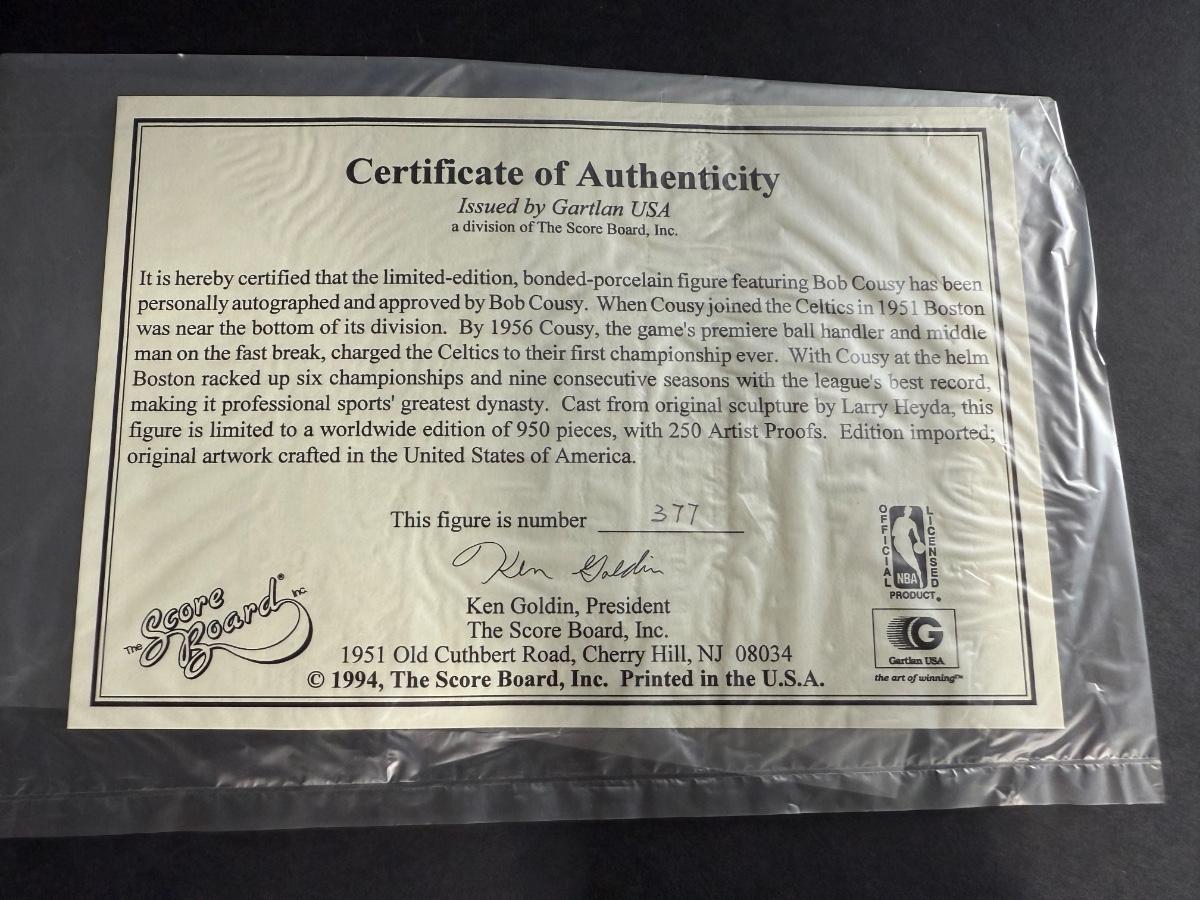 Certificate of Authenticity
Issued by Gartlan USA
a division of The Score Board, Inc.
It is hereby certified that the limited-edition, bonded-porcelain figure featuring Bob Cousy has been
personally autographed and approved by Bob Cousy. When Cousy joined the Celtics in 1951 Boston
was near the bottom of its division. By 1956 Cousy, the game's premiere ball handler and middle
man on the fast break, charged the Celtics to their first championship ever. With Cousy at the helm
Boston racked up six championships and nine consecutive seasons with the league's best record,
making it professional sports' greatest dynasty. Cast from original sculpture by Larry Heyda, this
figure is limited to a worldwide edition of 950 pieces, with 250 Artist Proofs. Edition imported;
original artwork crafted in the United States of America.
This figure is number 377
Ken Goldin
Ken Goldin, President
The Score Board, Inc.
1951 Old Cuthbert Road, Cherry Hill, NJ 08034
© 1994, The Score Board, Inc. Printed in the U.S.A.
The Score Board® Inc.
OFFICIAL LICENSED
NBA
PRODUCT®
G
Gartlan USA
the art of winning™